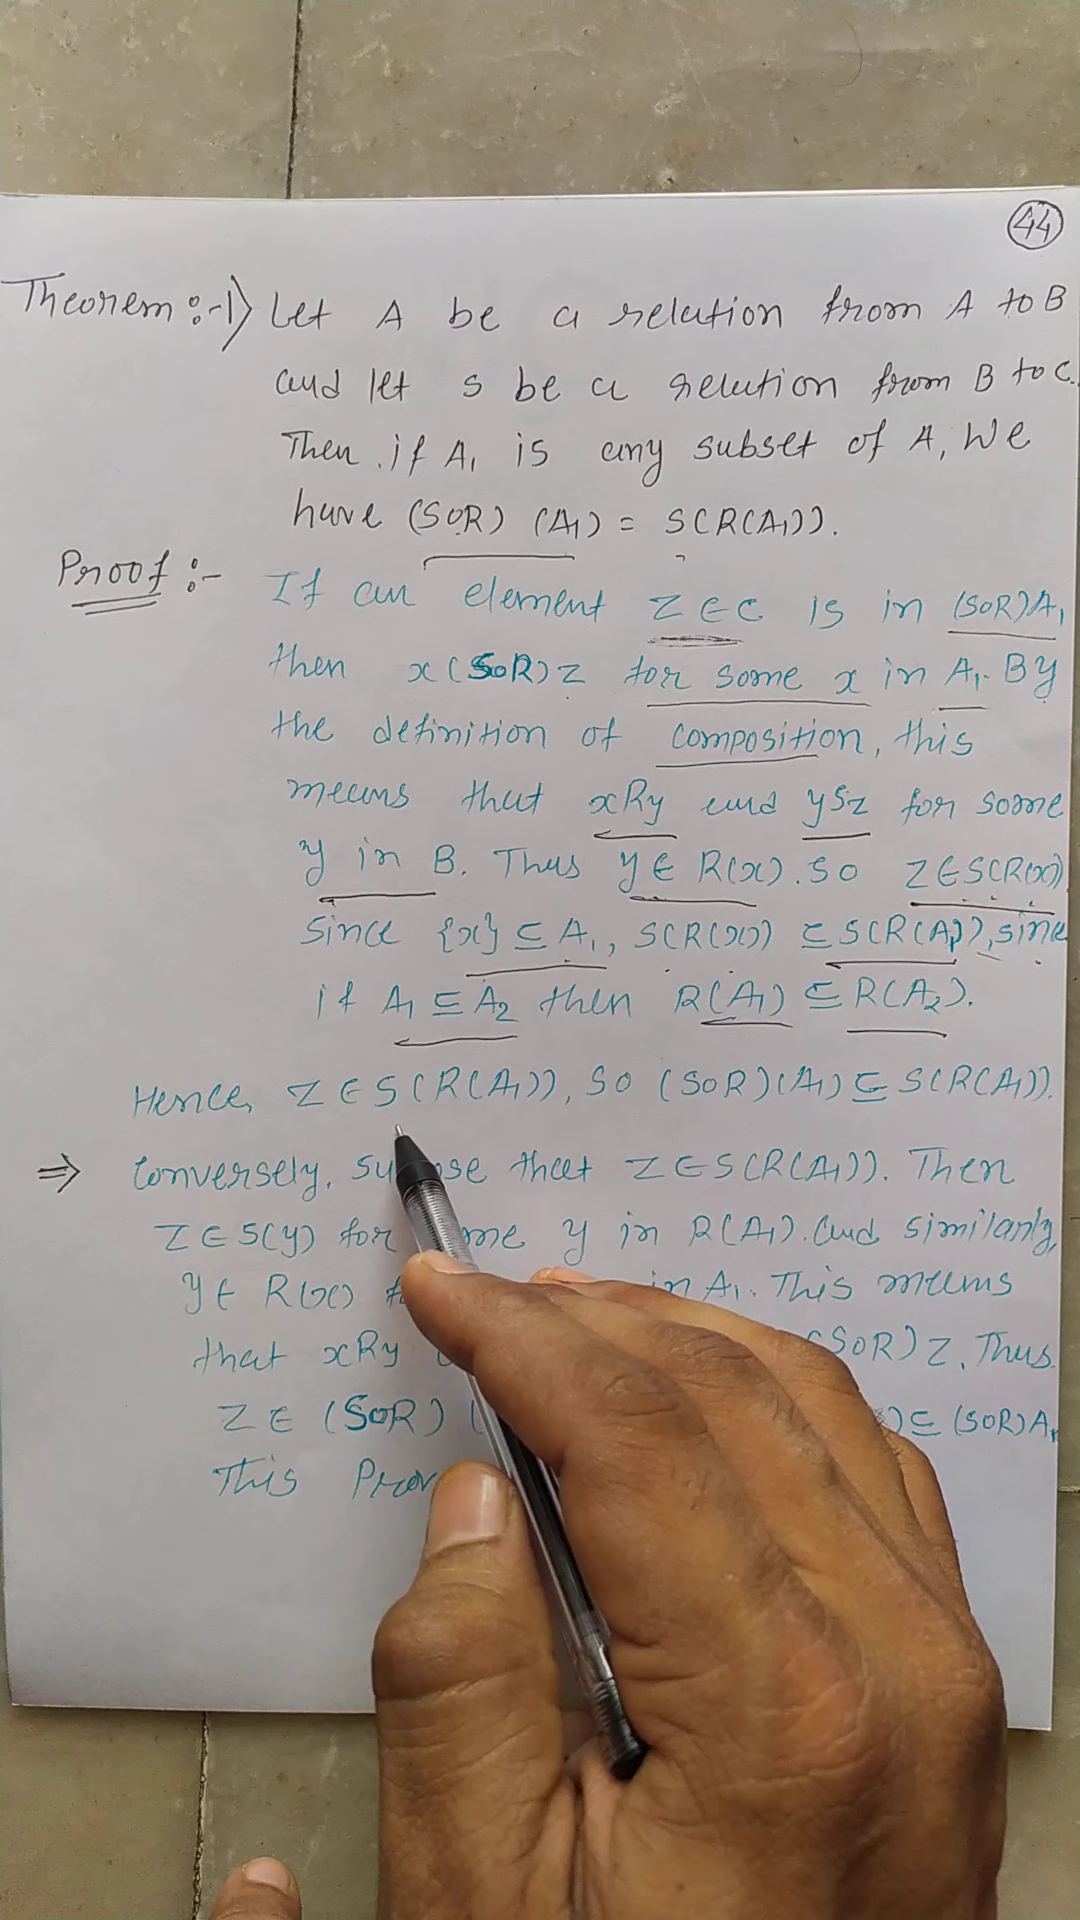 44
Theorem :-1) Let A be a relation from A to B
and let s be a relation from B to C.
Then, if A₁ is any subset of A, We
have (SOR) (A₁) = S(R(A₁)).
Proof :-
If an element Z ∈ C is in (SOR)A₁
then x(SoR)z for some x in A₁. By
the definition of composition, this
means that xRy and ySz for some
y in B. Thus y ∈ R(x). So Z ∈ S(R(x))
Since {x} ⊆ A₁, S(R(x)) ⊆ S(R(A₁)), since
if A₁ ⊆ A₂ then R(A₁) ⊆ R(A₂).
Hence, Z ∈ S(R(A₁)), so (SOR)(A₁) ⊆ S(R(A₁)).
⇒ Conversely, that Z ∈ S(R(A₁)). Then
Z ∈ S(y) for y in R(A₁). and similarly,
y ∈ R(x) in A₁. This means
that xRy (SOR)Z. Thus
Z ∈ (SOR) ( ) ⊆ (SOR)A₁,
This